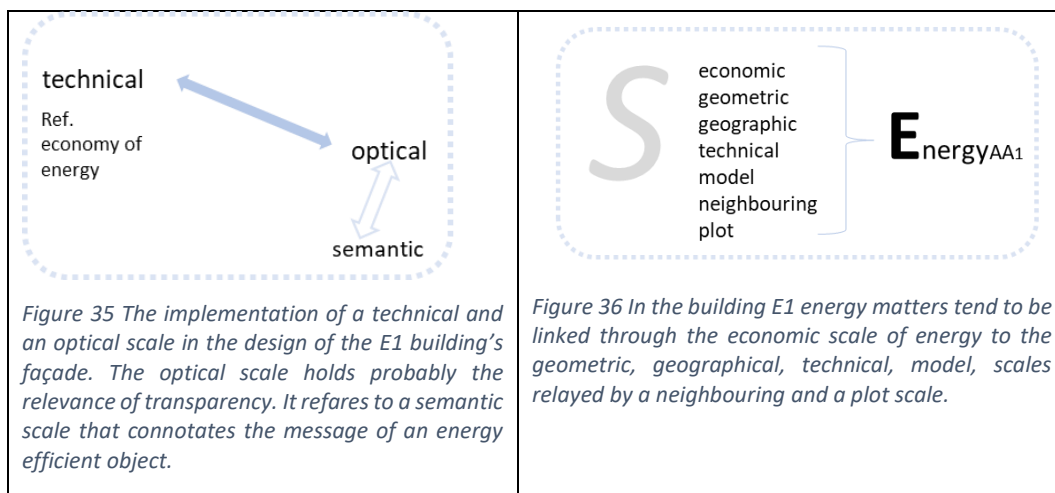 technical
Ref.
economy of
energy
optical
semantic
Figure 35 The implementation of a technical and
an optical scale in the design of the E1 building’s
façade. The optical scale holds probably the
relevance of transparency. It refares to a semantic
scale that connotates the message of an energy
efficient object.
S
economic
geometric
geographic
technical
model
neighbouring
plot
EnergyAA1
Figure 36 In the building E1 energy matters tend to be
linked through the economic scale of energy to the
geometric, geographical, technical, model, scales
relayed by a neighbouring and a plot scale.